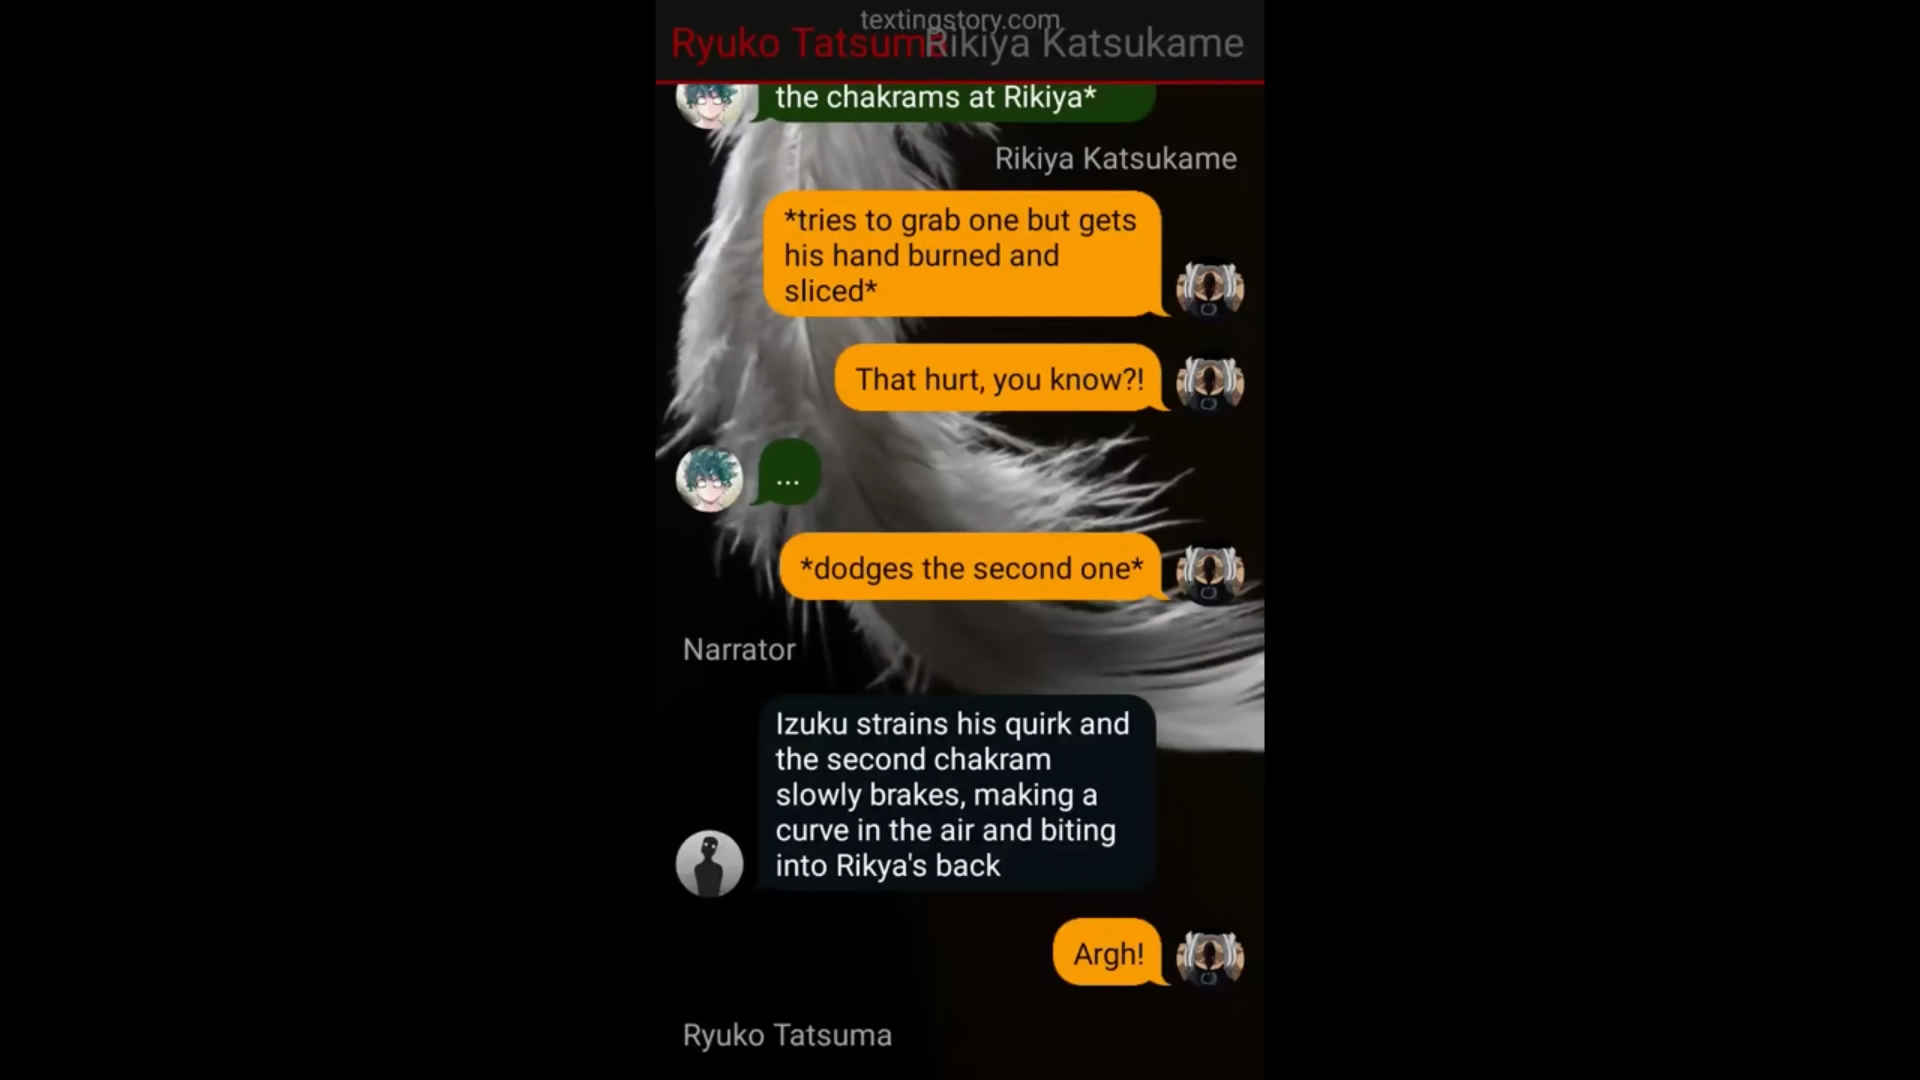 textingstory.com
Ryuko Tatsuma Rikiya Katsukame
the chakrams at Rikiya*
Rikiya Katsukame
*tries to grab one but gets
his hand burned and
sliced*
That hurt, you know?!
...
*dodges the second one*
Narrator
Izuku strains his quirk and
the second chakram
slowly brakes, making a
curve in the air and biting
into Rikya's back
Argh!
Ryuko Tatsuma